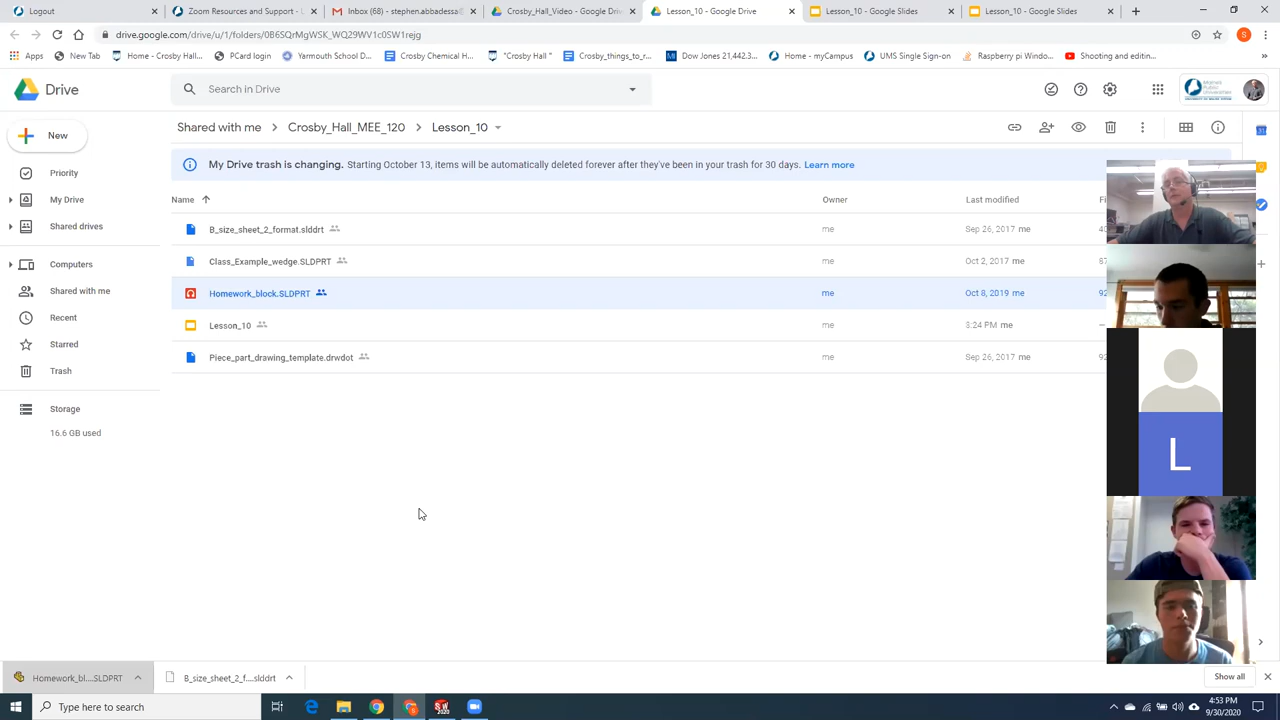 Logout
Zoom Resources and Support - C
Inbox (68) - stephen.abbadessa@
Crosby_Hall_Video - Google Driv
Lesson_10 - Google Drive
Lesson_10 - Google Slides
Lesson_10 - Google Slides
drive.google.com/drive/u/1/folders/0B6SQrMgWSK_WQ29WV1c0SW1rejg
S
Apps
New Tab
Home - Crosby Hall...
PCard login
Yarmouth School D...
Crosby Chemical H...
Crosby Hall
Crosby_things_to_r...
Dow Jones 21,442.3...
Home - myCampus
UMS Single Sign-on
Raspberry Pi window...
Shooting and editin...
Drive
Search in Drive
New
Shared with me
Crosby_Hall_MEE_120
Lesson_10
My Drive trash is changing. Starting October 13, items will be automatically deleted forever after they've been in your trash for 30 days. Learn more
Priority
My Drive
Shared drives
Computers
Shared with me
Recent
Starred
Trash
Storage
16.6 GB used
Name
Owner
Last modified
Fi
B_size_sheet_2_format.slddrt
me
Sep 26, 2017 me
40
Class_Example_wedge.SLDPRT
me
Oct 2, 2017 me
87
Homework_block.SLDPRT
me
Oct 8, 2019 me
92
Lesson_10
me
3:24 PM me
—
Piece_part_drawing_template.drwdot
me
Sep 26, 2017 me
92
L
Homework_bl....SLDPRT
B_size_sheet_2_f....slddrt
Show all
Type here to search
4:53 PM
9/30/2020